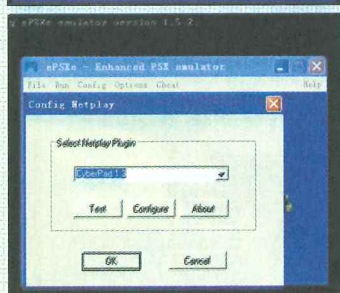 ePSXe emulator version 1.5.2.
ePSXe - Enhanced PSX emulator
File Run Config Options Cheat Help
Config Netplay
Select Netplay Plugin
CyberPad 1.3
Test Configure About
OK Cancel